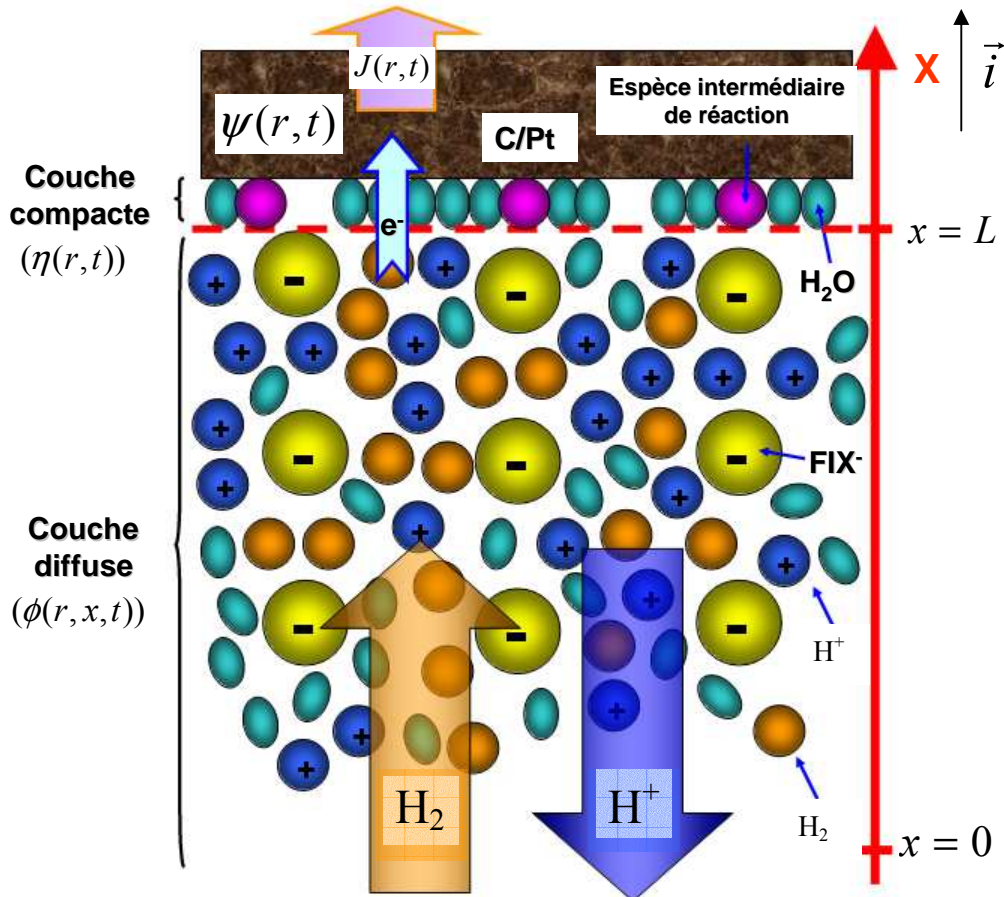 J(r,t)
X
i
ψ(r,t)
Espèce intermédiaire
de réaction
C/Pt
Couche
compacte
(η(r,t))
e-
x = L
H2O
FIX-
Couche
diffuse
(ϕ(r,x,t))
H+
H2
H+
H2
x = 0